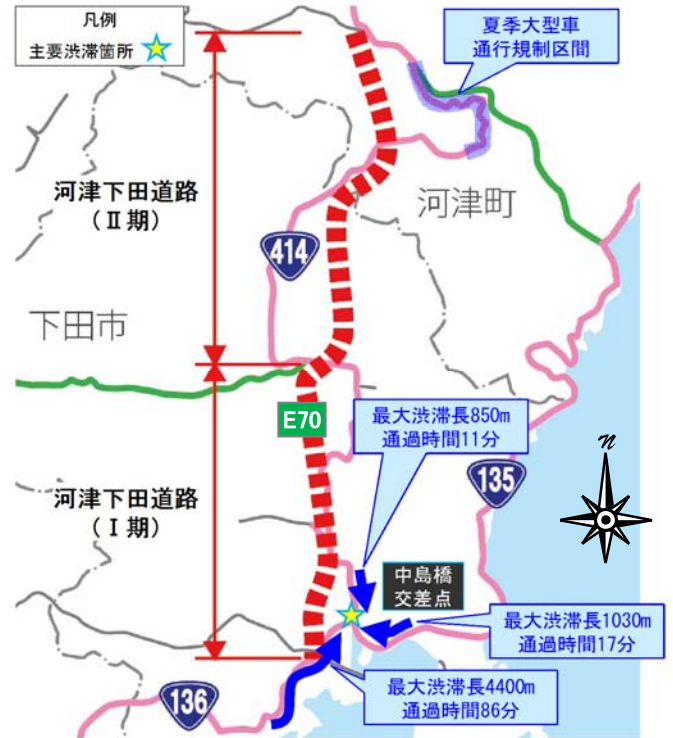 凡例
主要渋滞箇所
夏季大型車
通行規制区間
河津下田道路
（Ⅱ期）
河津町
414
下田市
E70
最大渋滞長850m
通過時間11分
135
N
河津下田道路
（Ⅰ期）
中島橋
交差点
最大渋滞長1030m
通過時間17分
136
最大渋滞長4400m
通過時間86分